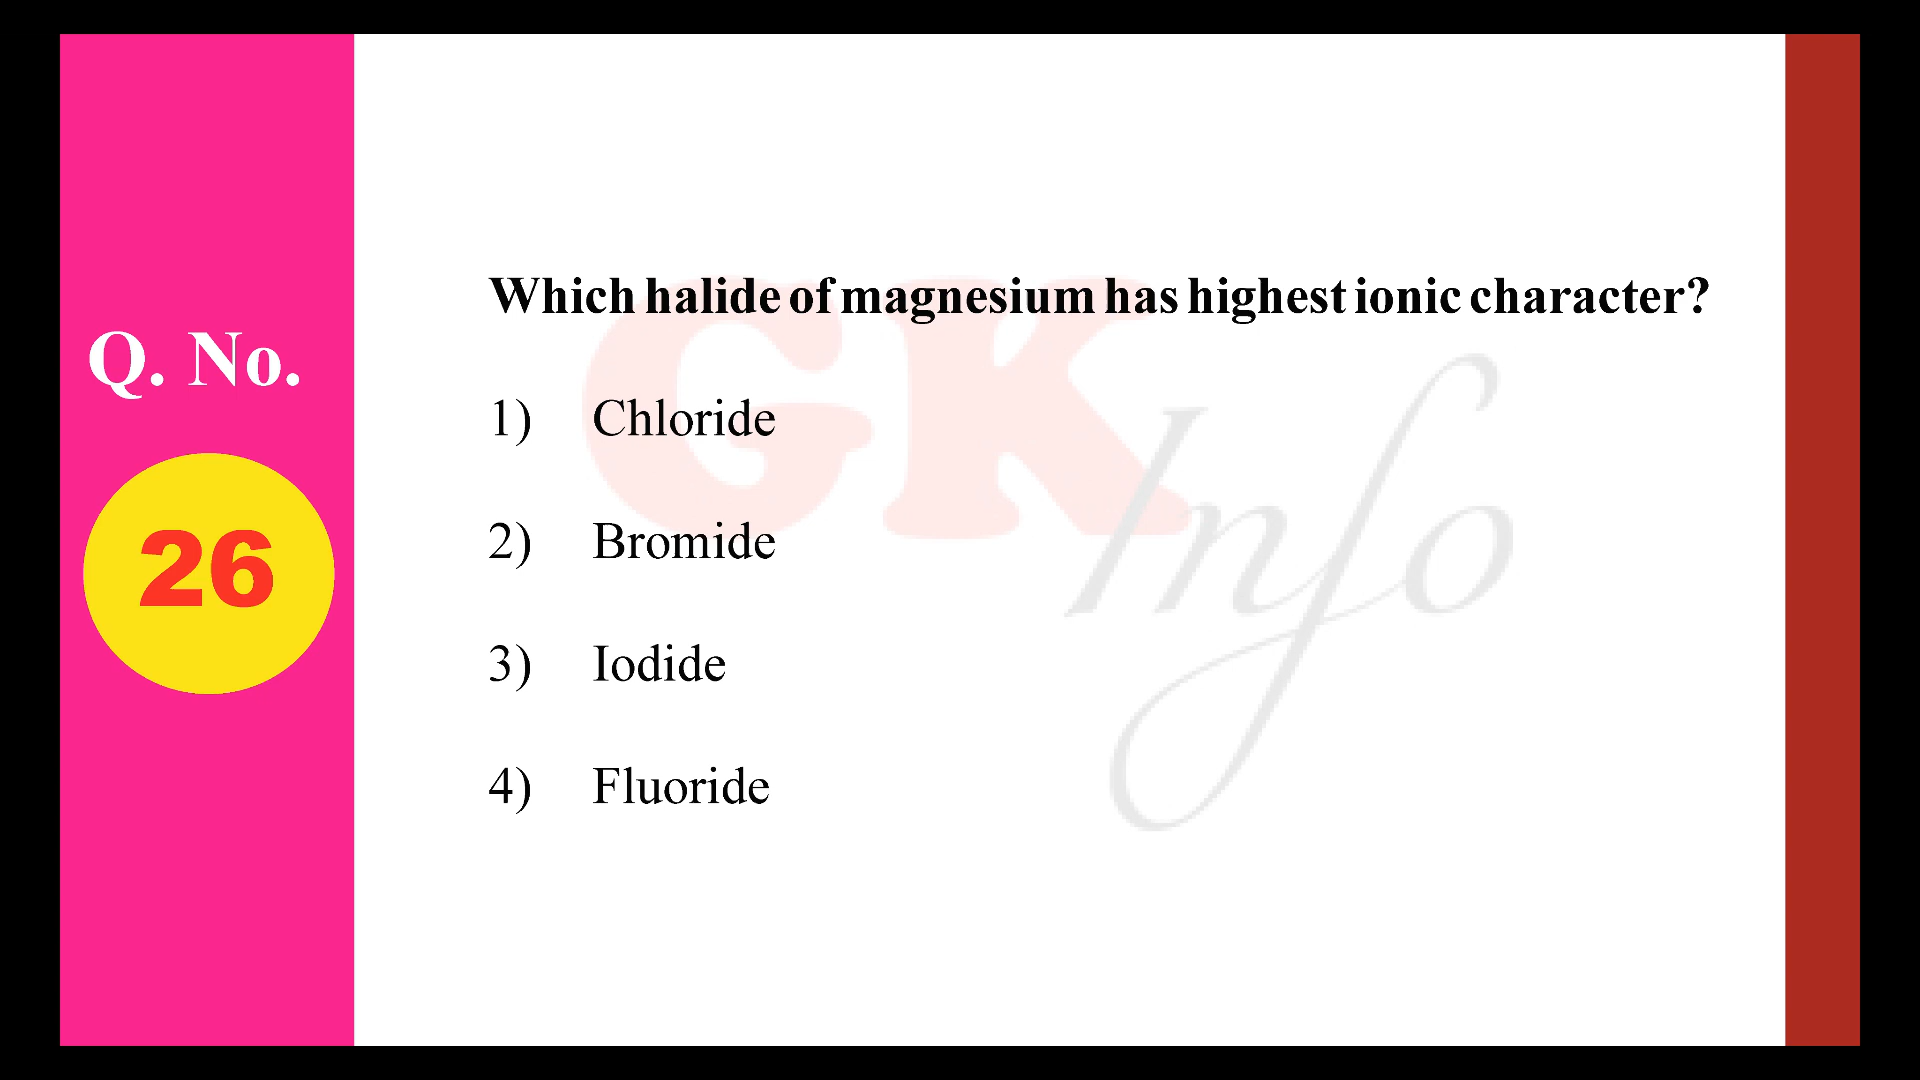 Q. No.
26
Which halide of magnesium has highest ionic character?
1) Chloride
2) Bromide
3) Iodide
4) Fluoride
GK
Info